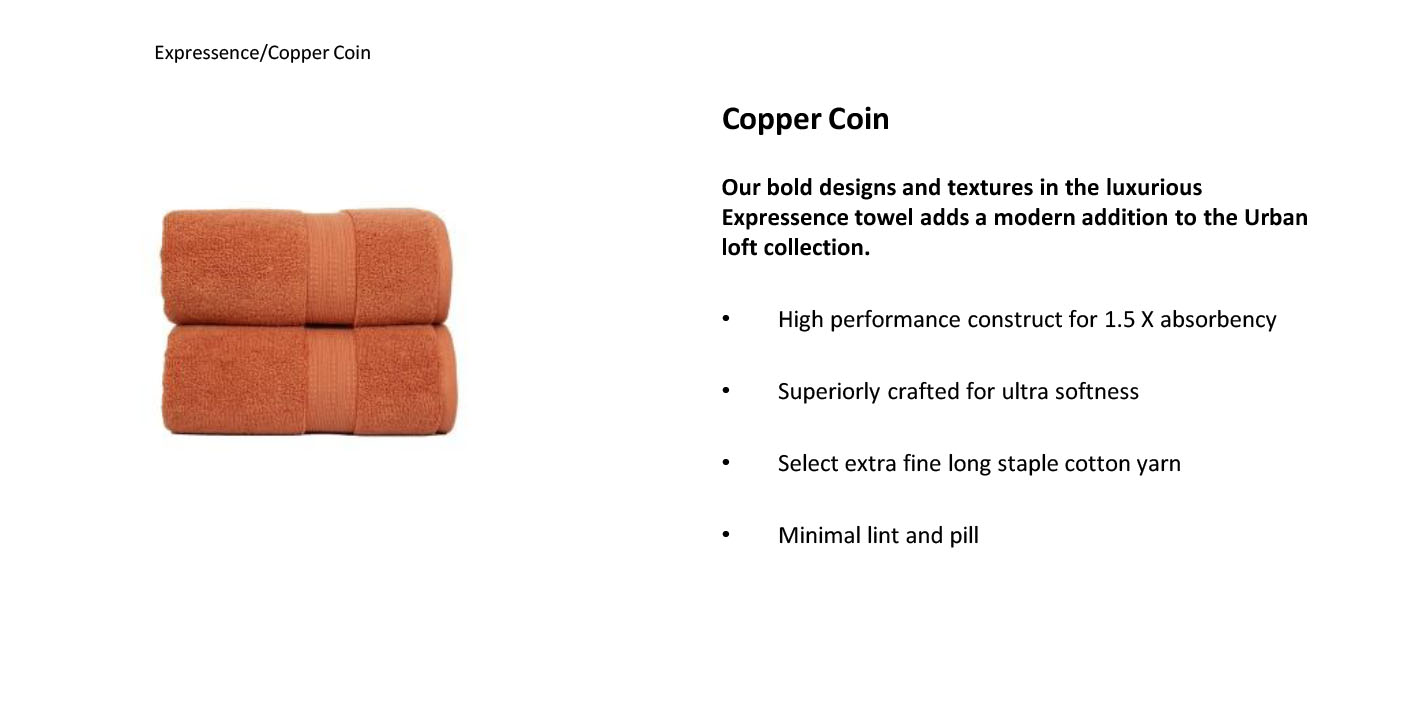 Expressence/Copper Coin
Copper Coin
Our bold designs and textures in the luxurious
Expressence towel adds a modern addition to the Urban
loft collection.
• High performance construct for 1.5 X absorbency
• Superiorly crafted for ultra softness
• Select extra fine long staple cotton yarn
• Minimal lint and pill